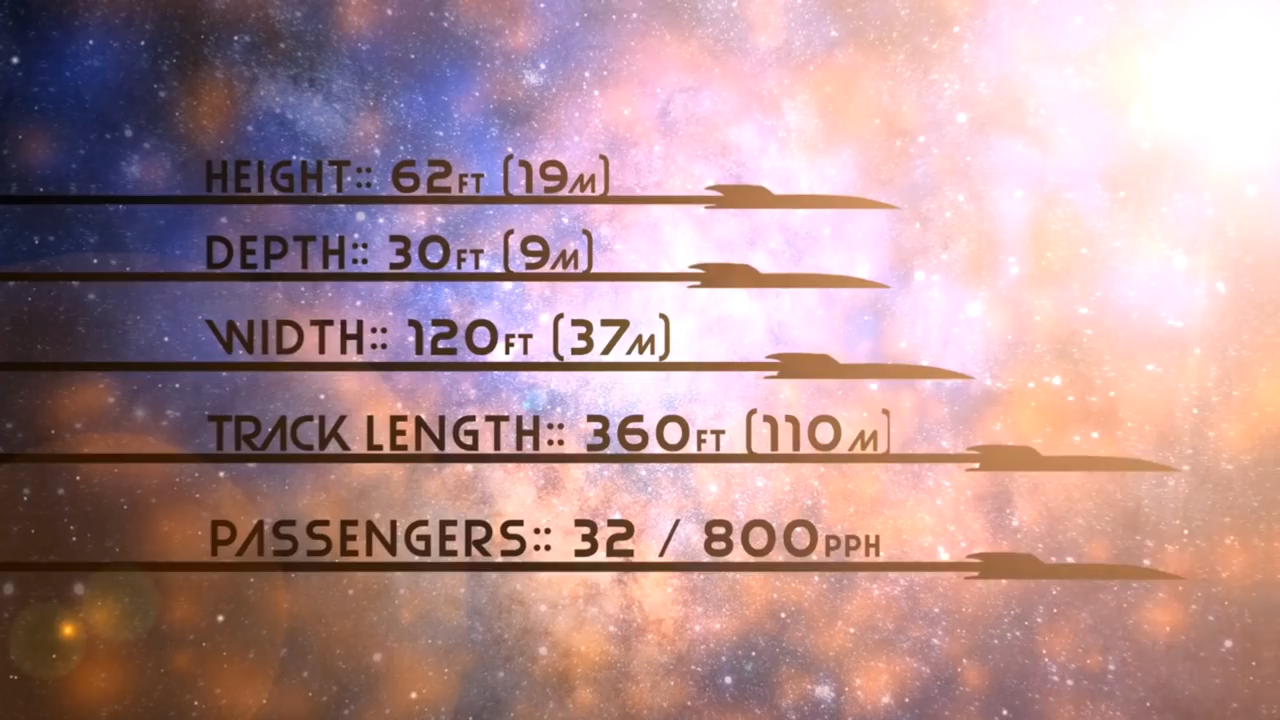 HEIGHT:: 62FT (19M)
DEPTH:: 30FT (9M)
WIDTH:: 120FT (37M)
TRACK LENGTH:: 360FT (110M)
PASSENGERS:: 32 / 800PPH